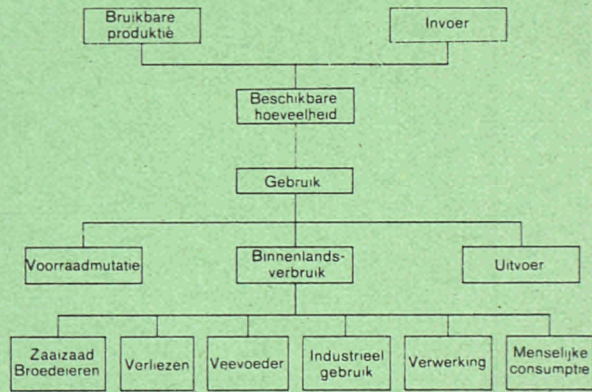 Bruikbare
produktie
Invoer
Beschikbare
hoeveelheid
Gebruik
Voorraadmutatie
Binnenlands-
verbruik
Uitvoer
Zaaizaad
Broedeieren
Verliezen
Veevoeder
Industrieel
gebruik
Verwerking
Menselijke
consumptie